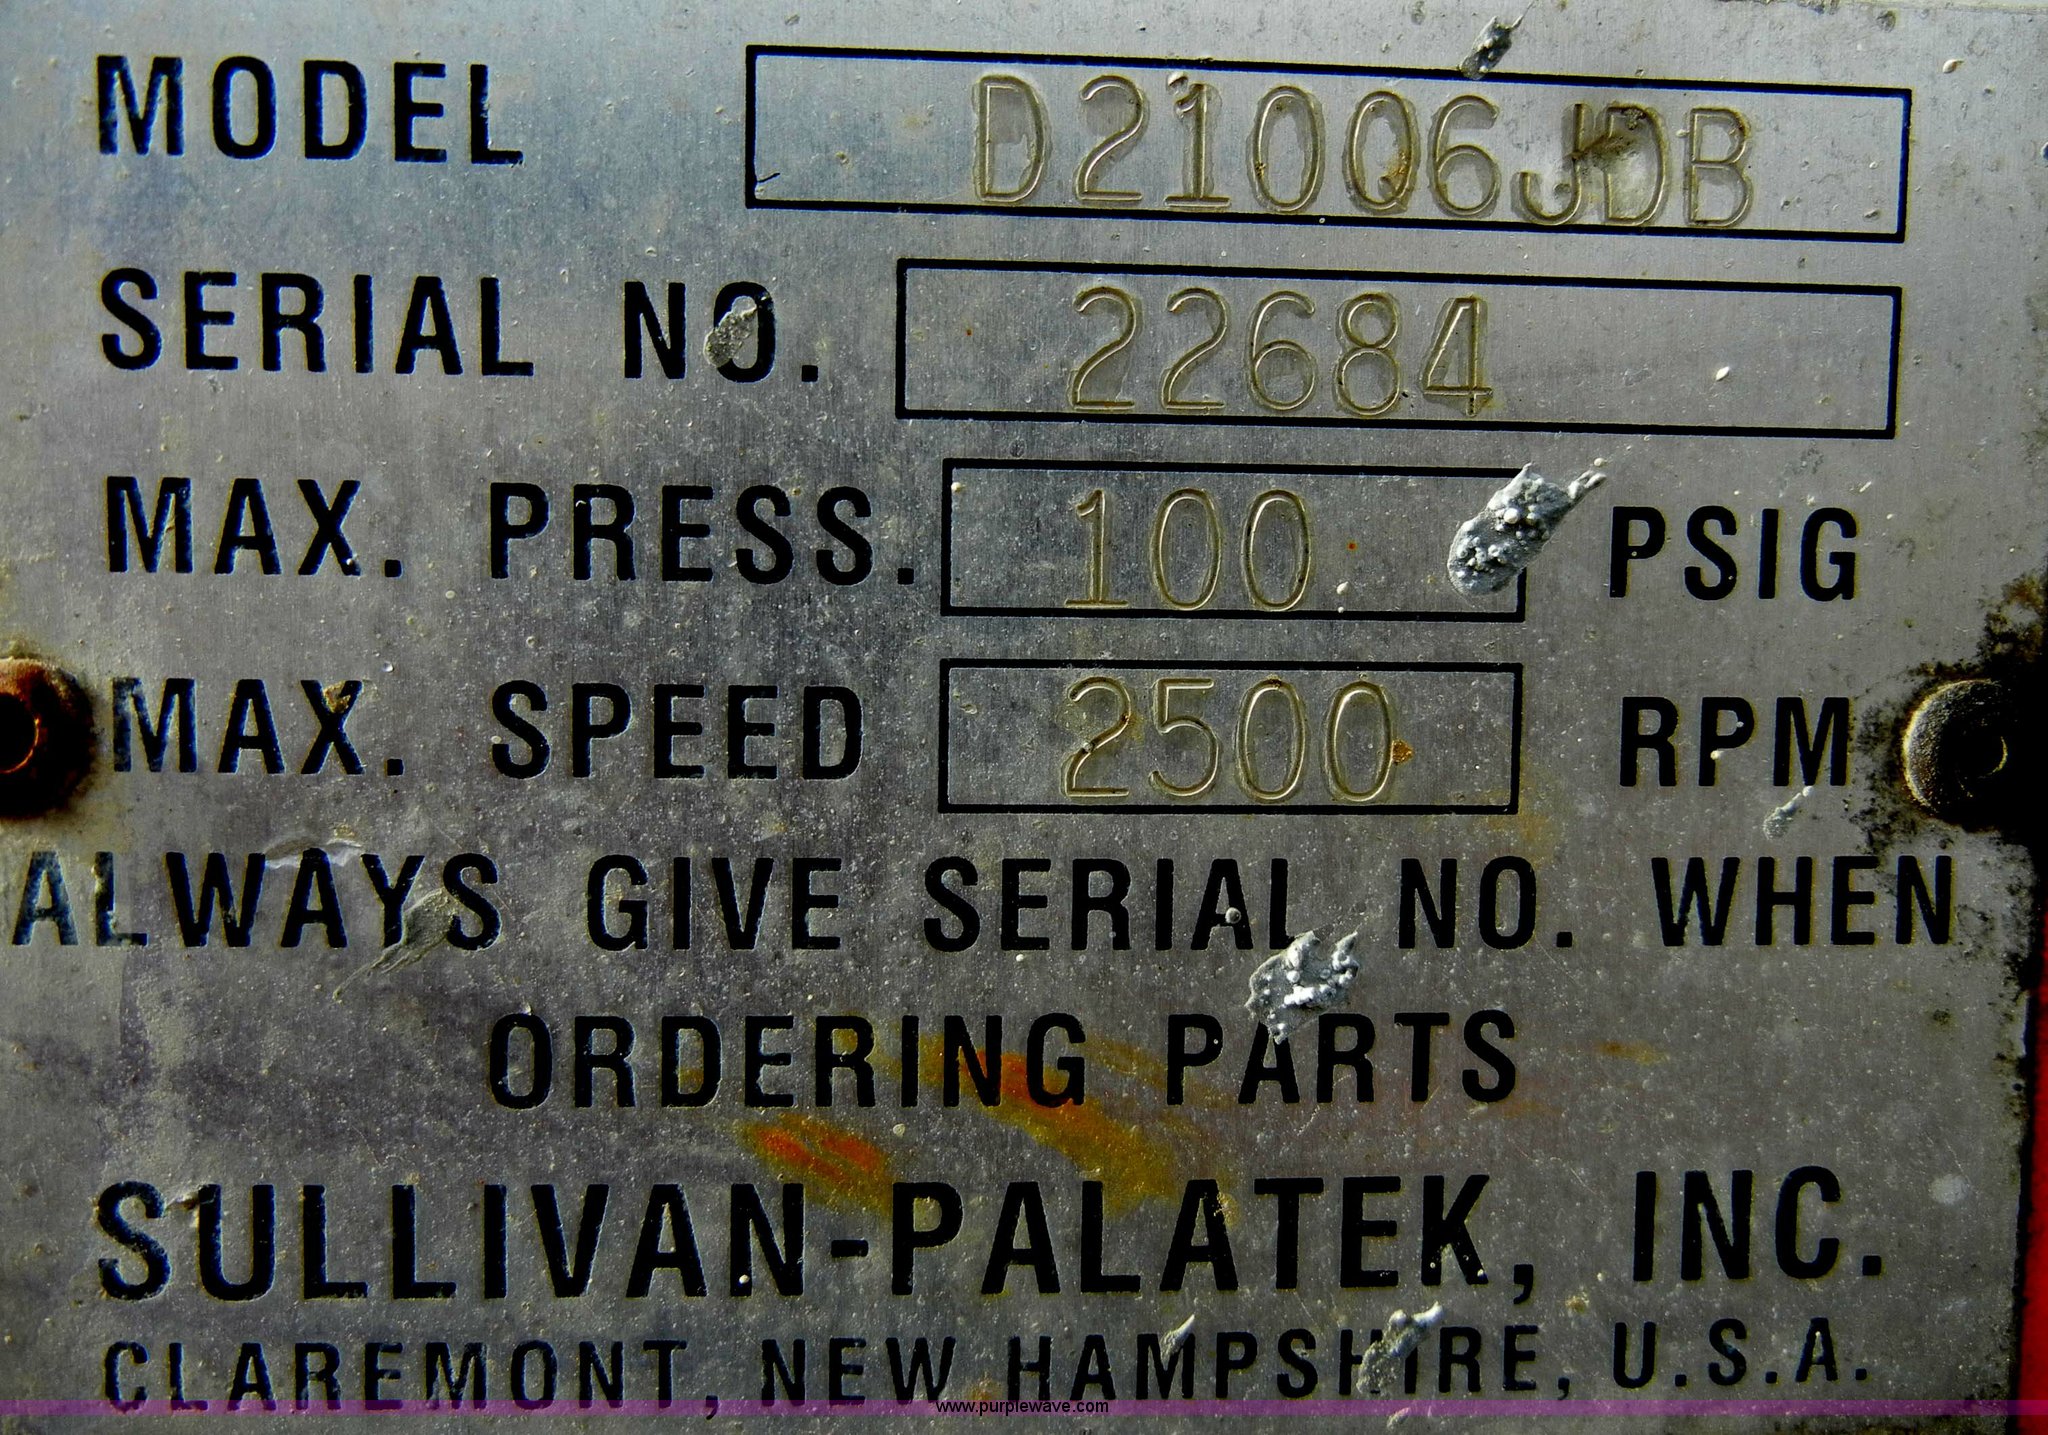 MODEL D210Q6JDB
SERIAL NO. 22684
MAX. PRESS. 100 PSIG
MAX. SPEED 2500 RPM
ALWAYS GIVE SERIAL NO. WHEN
ORDERING PARTS
SULLIVAN-PALATEK, INC.
CLAREMONT, NEW HAMPSHIRE, U.S.A.
www.purplewave.com